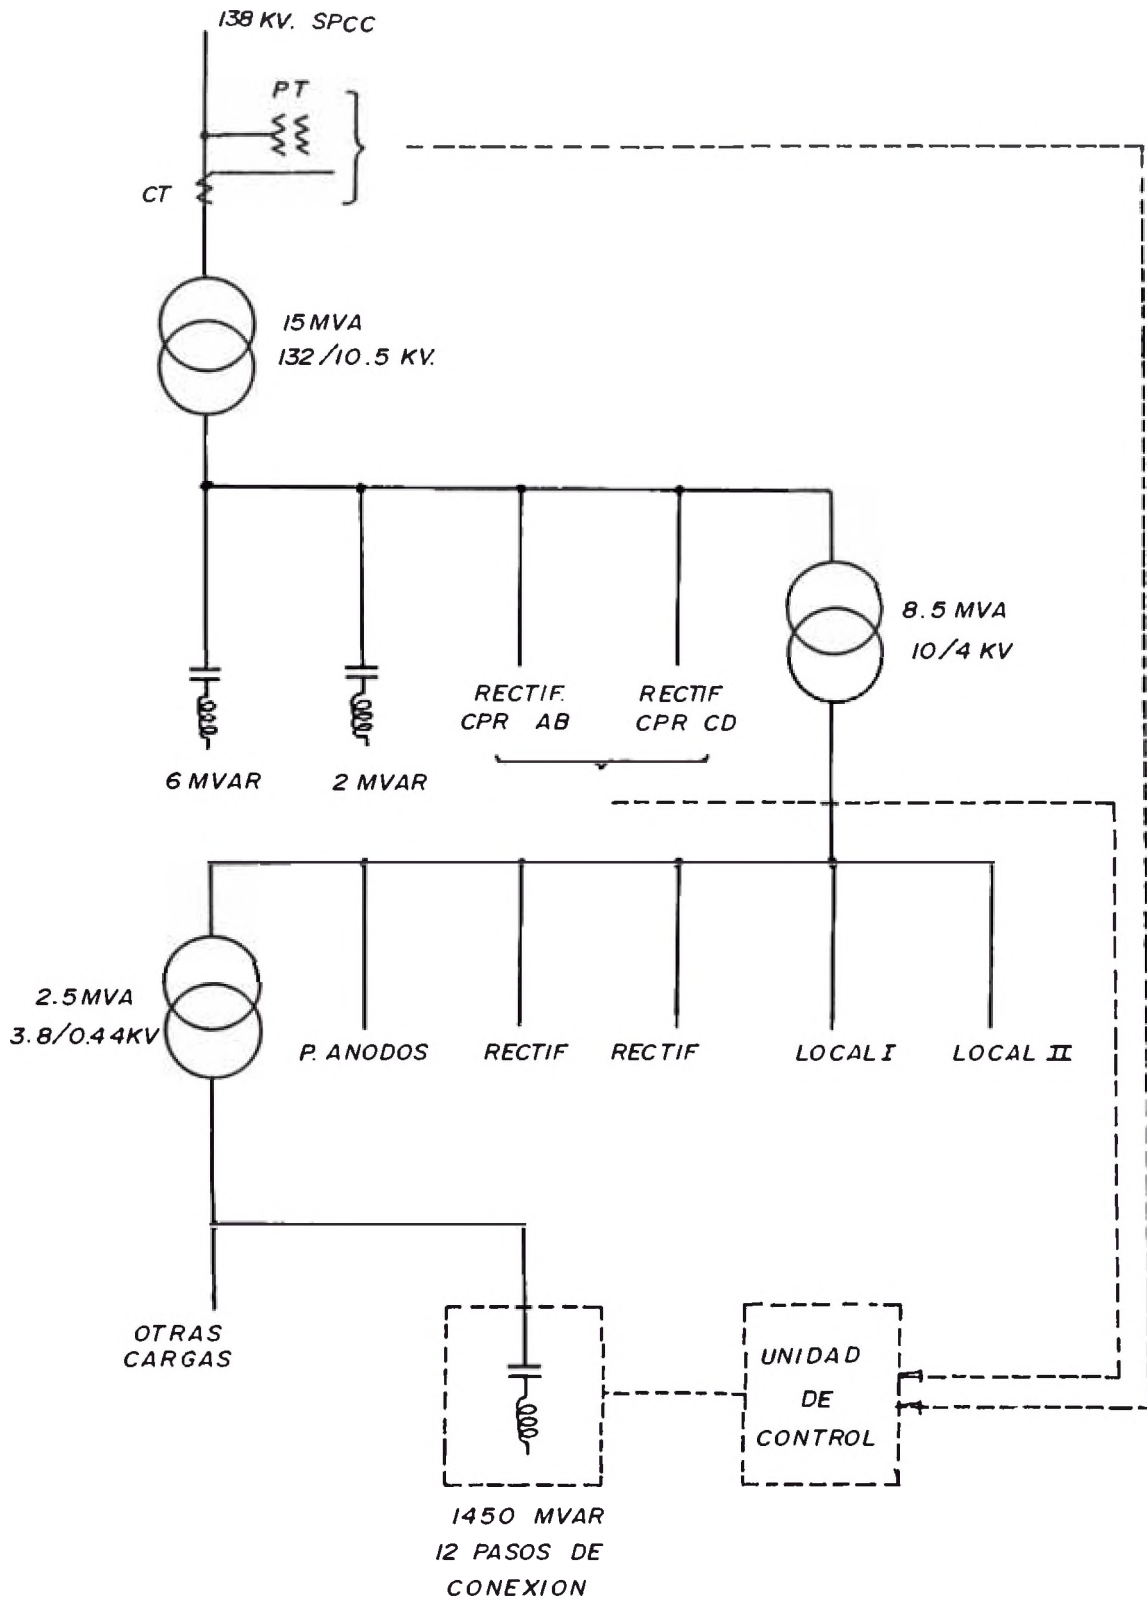 138 KV. SPCC
PT
CT
15 MVA
132/10.5 KV.
8.5 MVA
10/4 KV
RECTIF.
CPR AB
RECTIF
CPR CD
6 MVAR
2 MVAR
2.5 MVA
3.8/0.44KV
P. ANODOS
RECTIF
RECTIF
LOCAL I
LOCAL II
OTRAS
CARGAS
UNIDAD
DE
CONTROL
1450 MVAR
12 PASOS DE
CONEXION